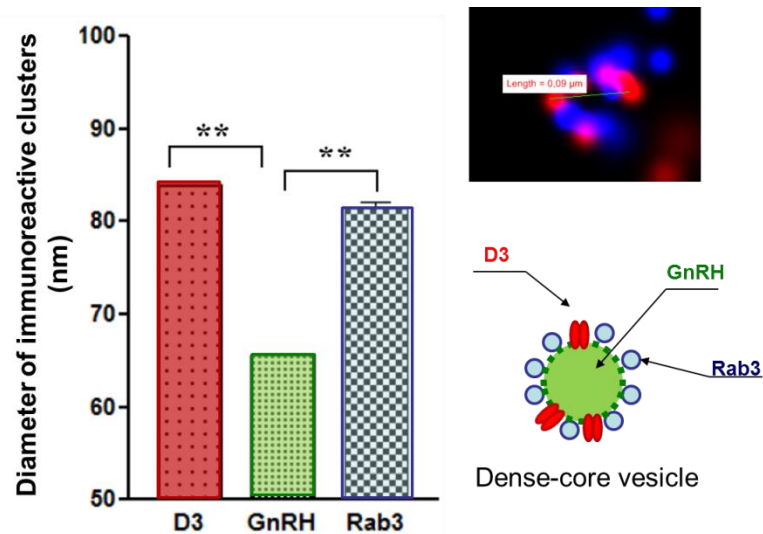 Diameter of immunoreactive clusters
(nm)
100
90
80
70
60
50
**
**
D3
GnRH
Rab3
Length = 0,09 µm
D3
GnRH
Rab3
Dense-core vesicle